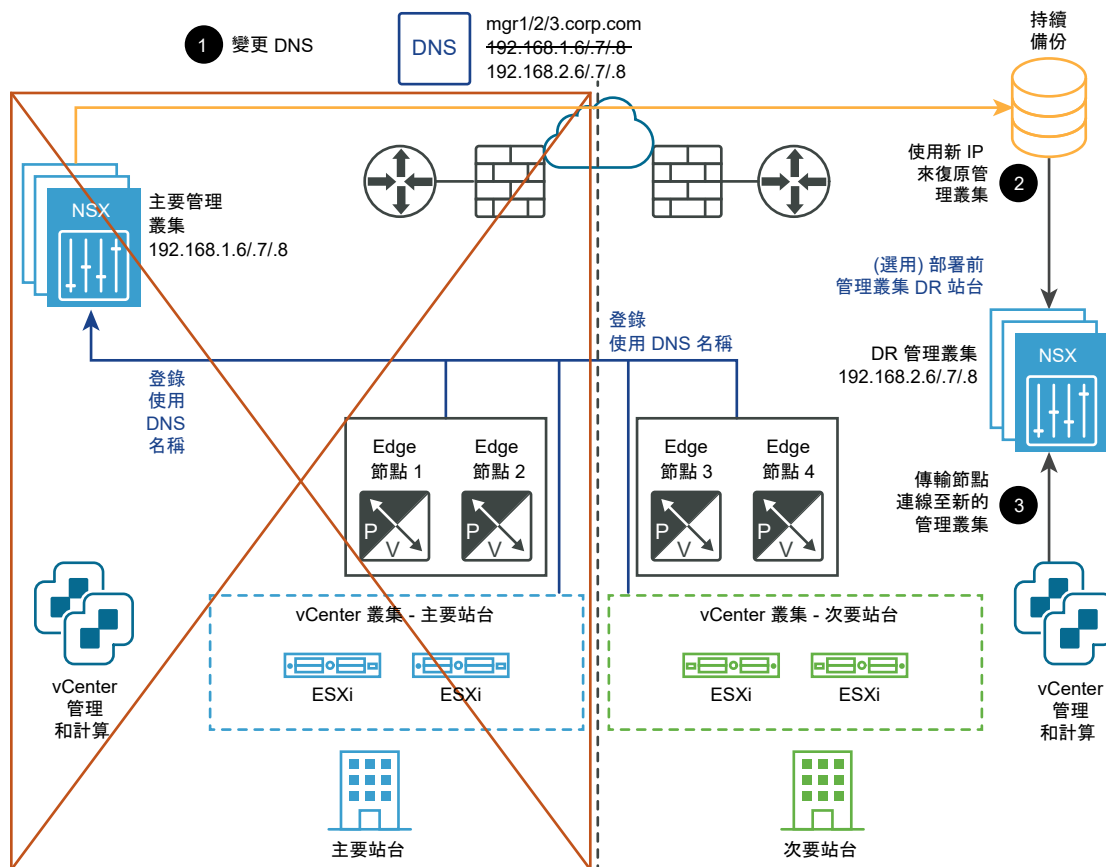 1
變更 DNS
DNS
mgr1/2/3.corp.com
192.168.1.6/.7/.8
192.168.2.6/.7/.8
持續
備份
使用新 IP
來復原管
理叢集
2
NSX
主要管理
叢集
192.168.1.6/.7/.8
(選用) 部署前
管理叢集 DR 站台
登錄
使用 DNS 名稱
DR 管理叢集
192.168.2.6/.7/.8
NSX
登錄
使用
DNS
名稱
Edge
節點 1
P
V
Edge
節點 2
P
V
Edge
節點 3
P
V
Edge
節點 4
P
V
傳輸節點
連線至新的
管理叢集
3
vCenter 叢集 - 主要站台
ESXi
ESXi
vCenter 叢集 - 次要站台
ESXi
ESXi
vCenter
管理
和計算
vCenter
管理
和計算
主要站台
次要站台